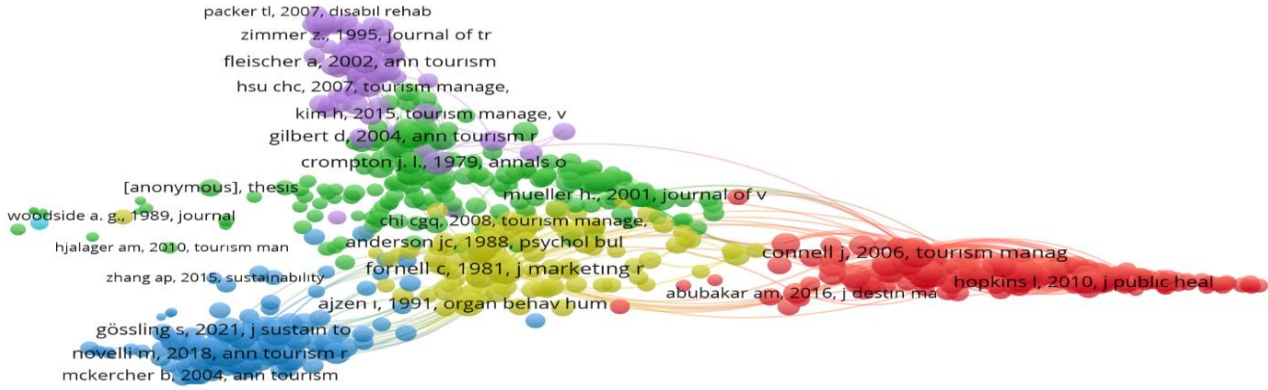 packer tl, 2007, disabil rehab
zimmer z., 1995, journal of tr
fleischer a, 2002, ann tourism
hsu chc, 2007, tourism manage,
kim h, 2015, tourism manage, v
gilbert d, 2004, ann tourism r
crompton j. l., 1979, annals o
[anonymous], thesis
mueller h., 2001, journal of v
woodside a. g., 1989, journal
chi cgq, 2008, tourism manage,
hjalager am, 2010, tourism man
anderson jc, 1988, psychol bul
connell j, 2006, tourism manag
fornell c, 1981, j marketing r
zhang ap, 2015, sustainability
hopkins l, 2010, j public heal
abubakar am, 2016, j destin ma
ajzen i, 1991, organ behav hum
gössling s, 2021, j sustain to
novelli m, 2018, ann tourism r
mckercher b, 2004, ann tourism